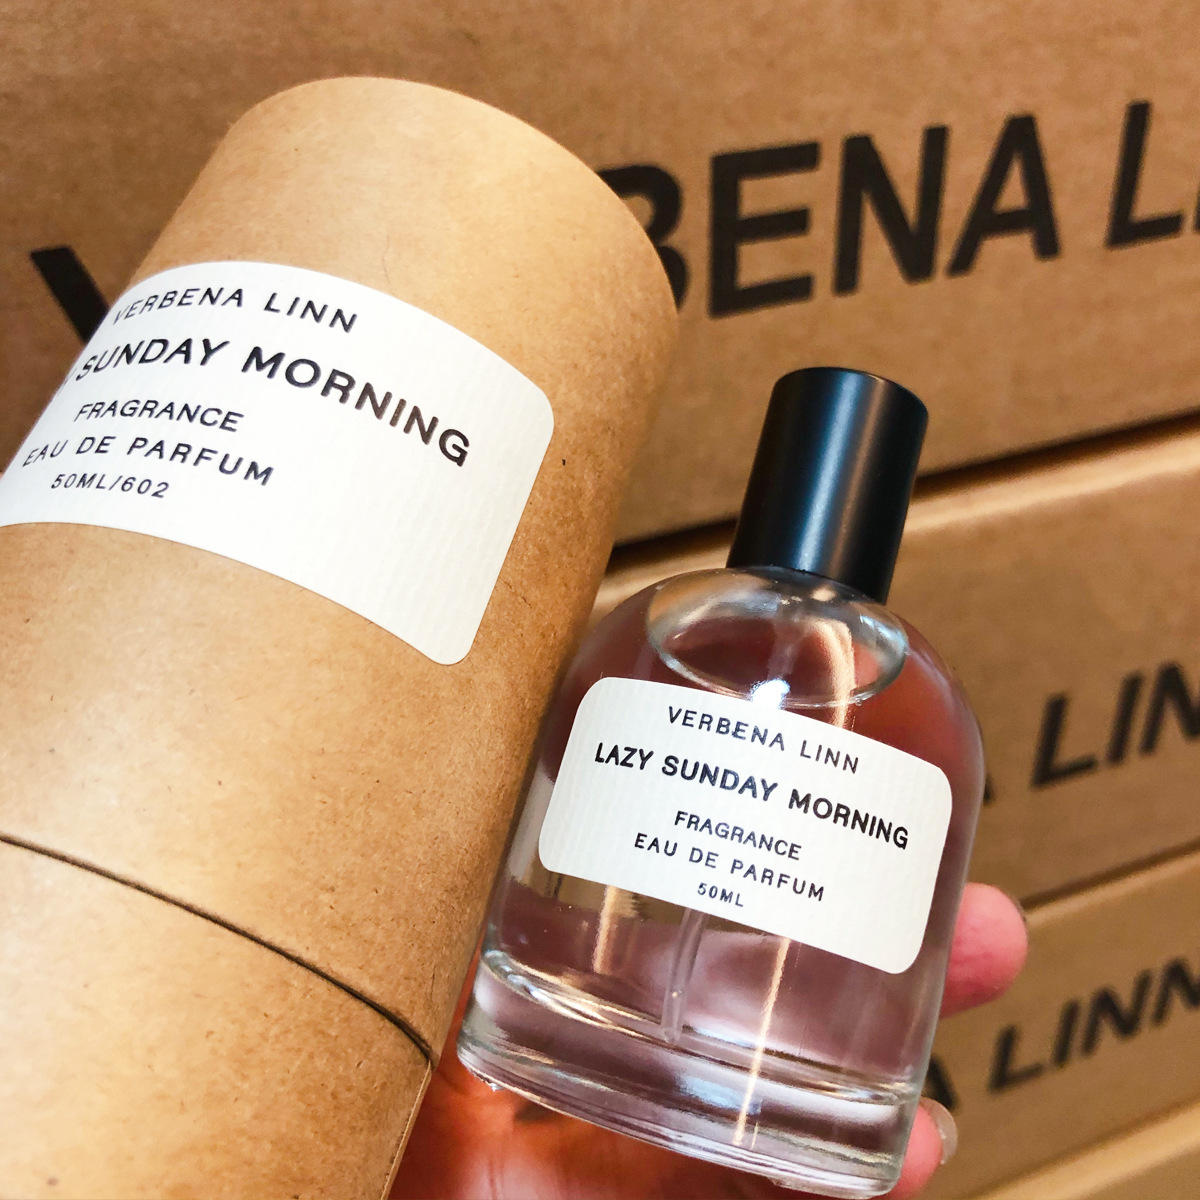 VERBENA LINN
SUNDAY MORNING
FRAGRANCE
EAU DE PARFUM
50ML/602
VERBENA LINN
LAZY SUNDAY MORNING
FRAGRANCE
EAU DE PARFUM
50ML
BENA L
LIN
A LINN